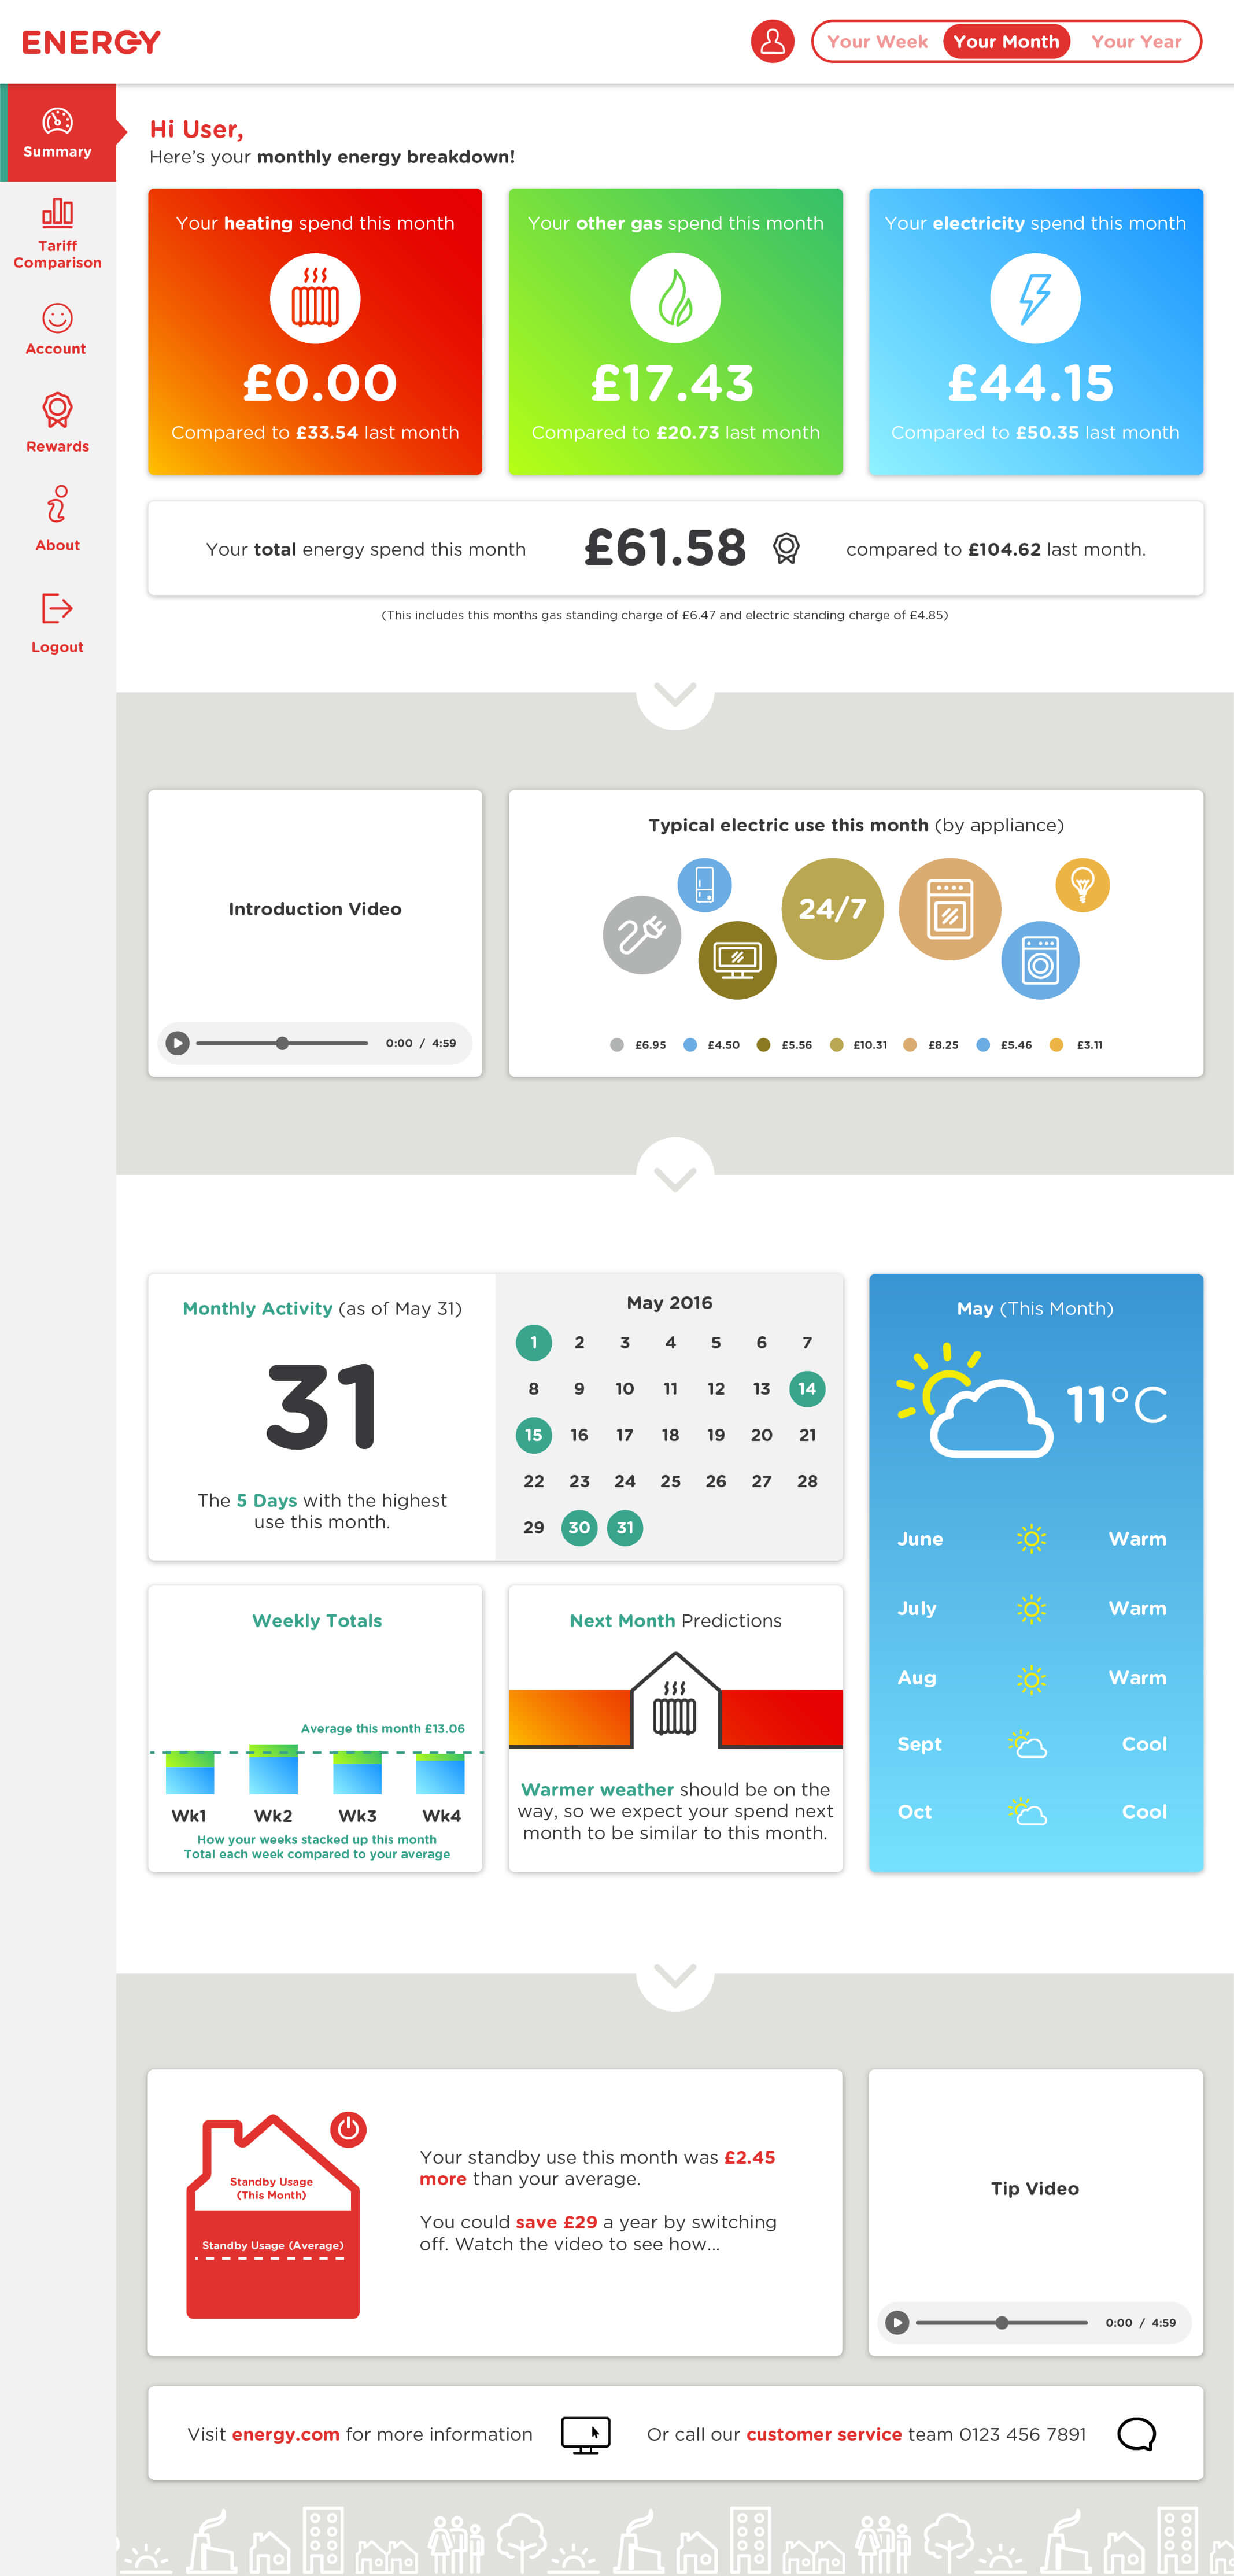 ENERGY
Your Week
Your Month
Your Year
Summary
Tariff
Comparison
Account
Rewards
About
Logout
Hi User,
Here's your monthly energy breakdown!
Your heating spend this month
£0.00
Compared to £33.54 last month
Your other gas spend this month
£17.43
Compared to £20.73 last month
Your electricity spend this month
£44.15
Compared to £50.35 last month
Your total energy spend this month
£61.58
compared to £104.62 last month.
(This includes this months gas standing charge of £6.47 and electric standing charge of £4.85)
Introduction Video
0:00 / 4:59
Typical electric use this month (by appliance)
24/7
£6.95 £4.50 £5.56 £10.31 £8.25 £5.46 £3.11
Monthly Activity (as of May 31)
31
The 5 Days with the highest
use this month.
May 2016
1 2 3 4 5 6 7
8 9 10 11 12 13 14
15 16 17 18 19 20 21
22 23 24 25 26 27 28
29 30 31
May (This Month)
11°C
June Warm
July Warm
Aug Warm
Sept Cool
Oct Cool
Weekly Totals
Average this month £13.06
Wk1 Wk2 Wk3 Wk4
How your weeks stacked up this month
Total each week compared to your average
Next Month Predictions
Warmer weather should be on the
way, so we expect your spend next
month to be similar to this month.
Standby Usage
(This Month)
Standby Usage (Average)
Your standby use this month was £2.45
more than your average.
You could save £29 a year by switching
off. Watch the video to see how...
Tip Video
0:00 / 4:59
Visit energy.com for more information
Or call our customer service team 0123 456 7891